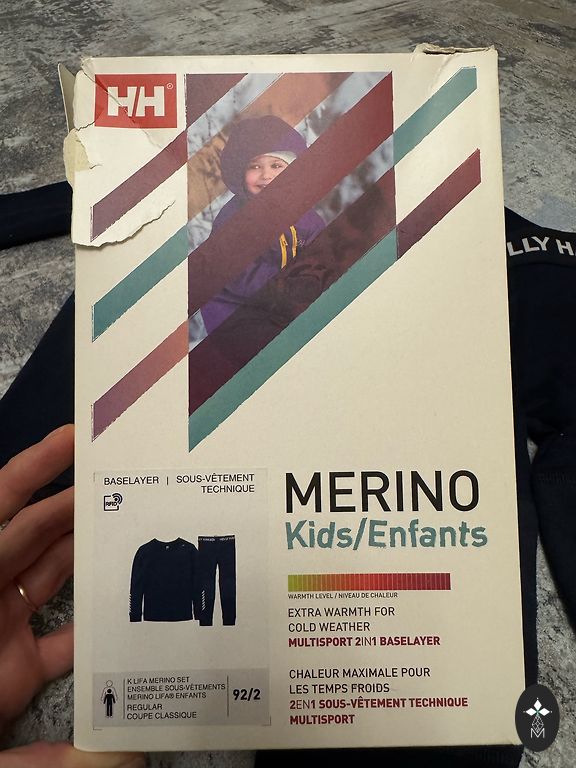 HH®
LLY H
BASELAYER | SOUS-VÊTEMENT
TECHNIQUE
RFID
MERINO
Kids/Enfants
WARMTH LEVEL / NIVEAU DE CHALEUR
EXTRA WARMTH FOR
COLD WEATHER
MULTISPORT 2IN1 BASELAYER
CHALEUR MAXIMALE POUR
LES TEMPS FROIDS
2EN1 SOUS-VÊTEMENT TECHNIQUE
MULTISPORT
K LIFA MERINO SET
ENSEMBLE SOUS-VÊTEMENTS
MERINO LIFA® ENFANTS
REGULAR
COUPE CLASSIQUE
92/2
M